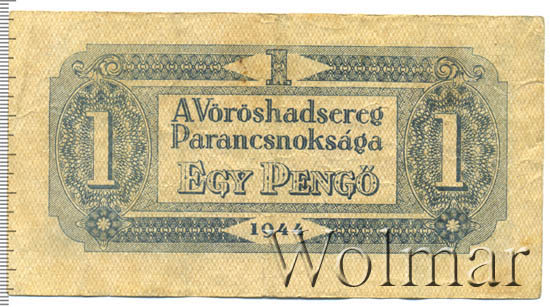 1
A Vöröshadsereg
Parancsnoksága
1 1
EGY PENGŐ
1944
Wolmar